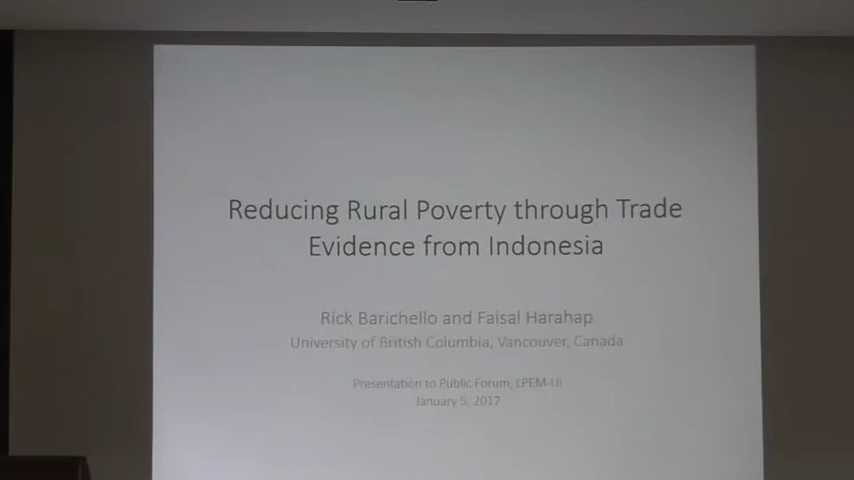 Reducing Rural Poverty through Trade
Evidence from Indonesia
Rick Barichello and Faisal Harahap
University of British Columbia, Vancouver, Canada
Presentation to Public Forum, LPEM-UI
January 5, 2017